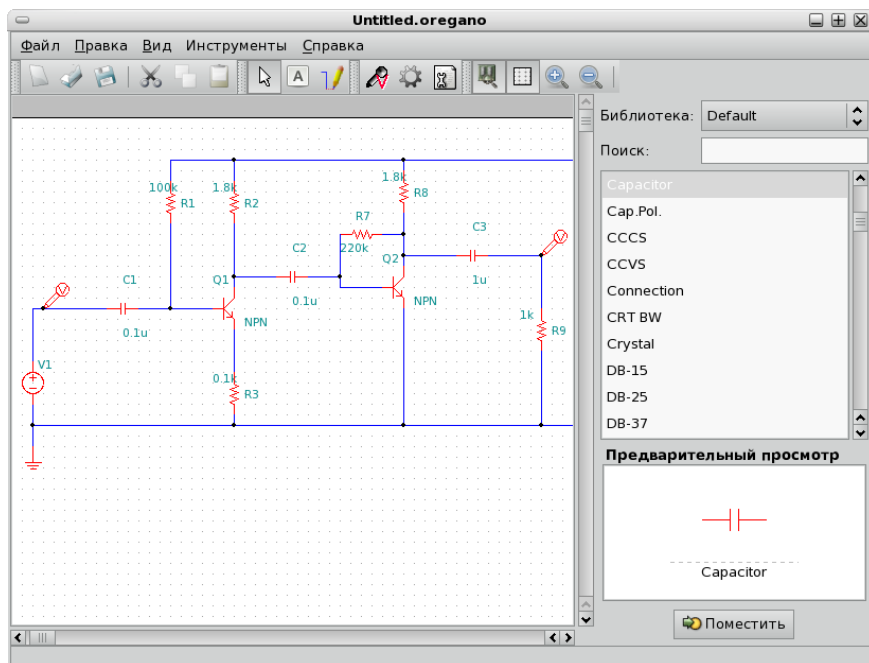 Untitled.oregano
Файл Правка Вид Инструменты Справка
A
Библиотека: Default
Поиск:
Capacitor
Cap.Pol.
CCCS
CCVS
Connection
CRT BW
Crystal
DB-15
DB-25
DB-37
Предварительный просмотр
Capacitor
Поместить
100k
R1
1.8k
R2
1.8k
R8
R7
220k
C3
1u
C2
0.1u
Q2
NPN
Q1
NPN
C1
0.1u
V
V
1k
R9
V1
0.1k
R3